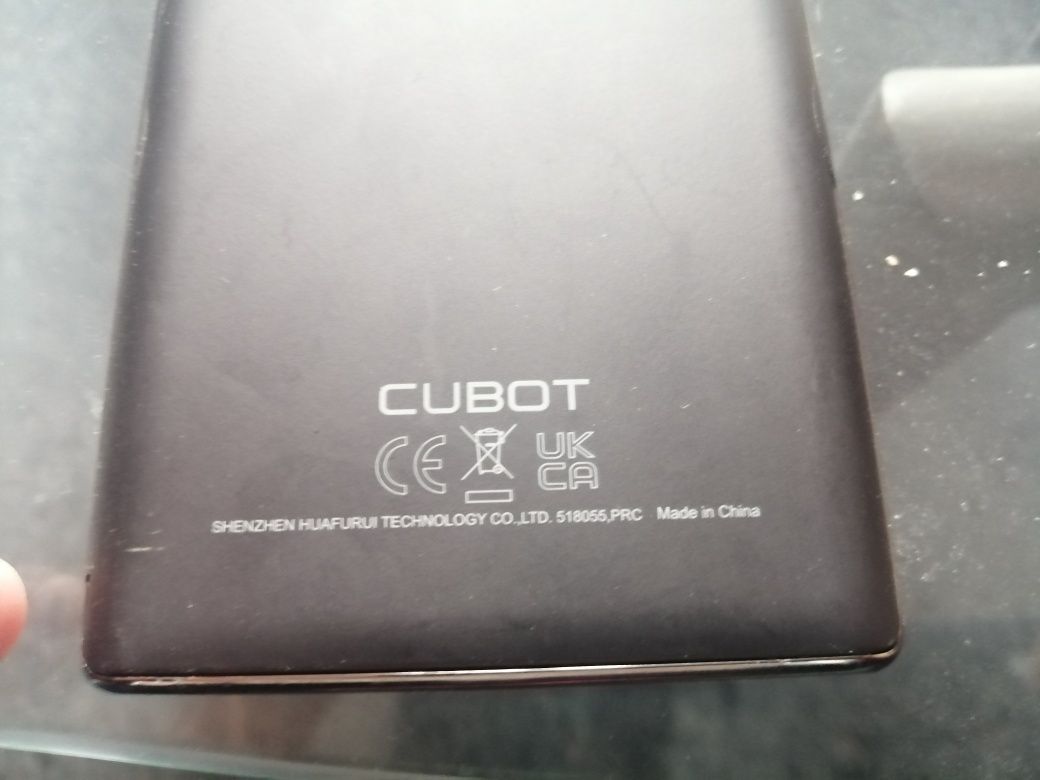 CUBOT
CE UK
CA
SHENZHEN HUAFURUI TECHNOLOGY CO.,LTD. 518055,PRC Made in China